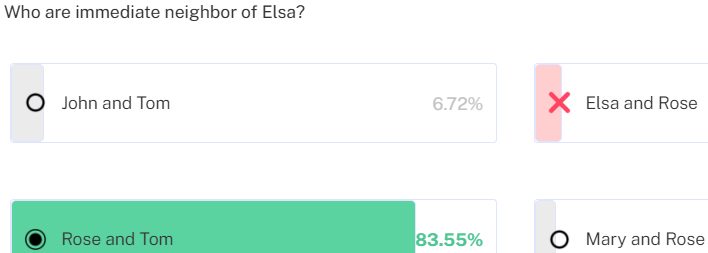 Who are immediate neighbor of Elsa?
John and Tom 6.72% Elsa and Rose
Rose and Tom 83.55% Mary and Rose